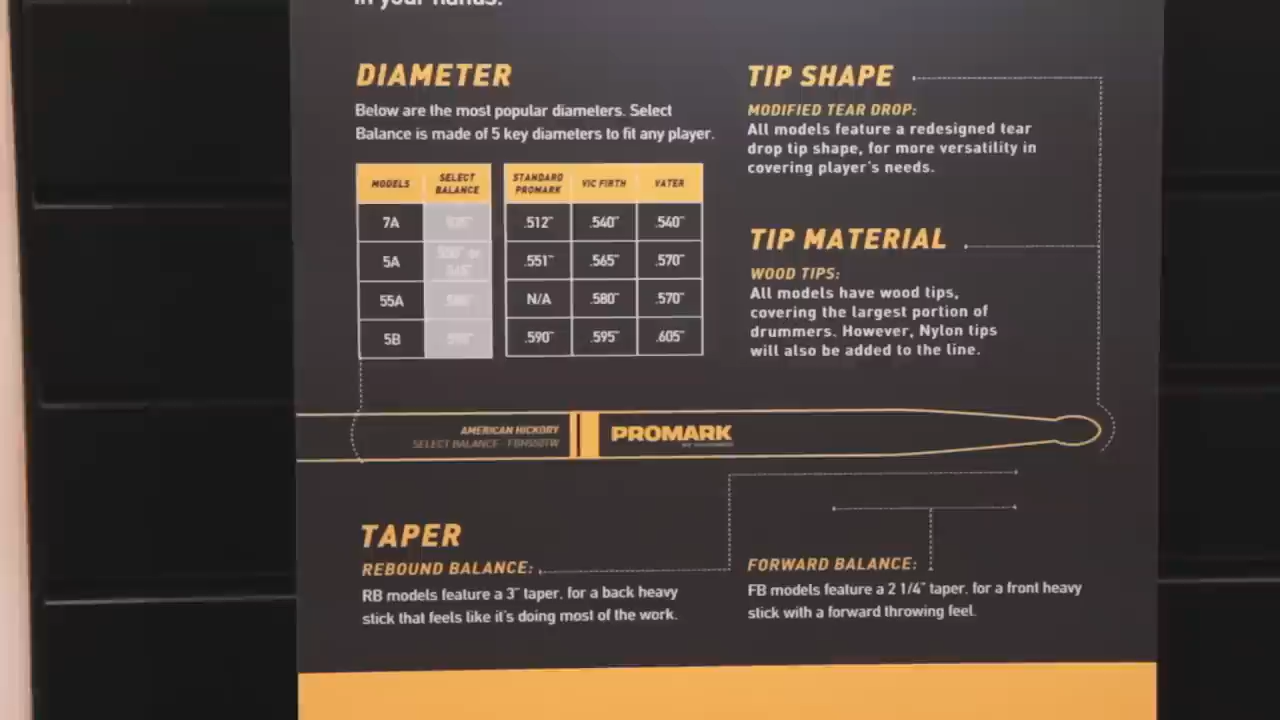 in your hands.
DIAMETER
Below are the most popular diameters. Select
Balance is made of 5 key diameters to fit any player.
MODELS SELECT BALANCE STANDARD PROMARK VIC FIRTH VATER
7A .512" .540" .540"
5A .551" .565" .570"
55A N/A .580" .570"
5B .590" .595" .605"
TIP SHAPE
MODIFIED TEAR DROP:
All models feature a redesigned tear
drop tip shape, for more versatility in
covering player's needs.
TIP MATERIAL
WOOD TIPS:
All models have wood tips,
covering the largest portion of
drummers. However, Nylon tips
will also be added to the line.
AMERICAN HICKORY
SELECT BALANCE
PROMARK
TAPER
REBOUND BALANCE:
RB models feature a 3" taper, for a back heavy
stick that feels like it's doing most of the work.
FORWARD BALANCE:
FB models feature a 2 1/4" taper, for a front heavy
stick with a forward throwing feel.